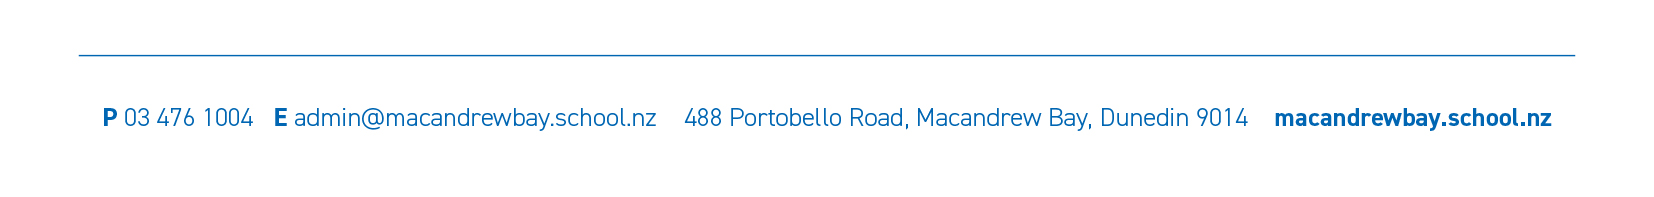 P 03 476 1004 E admin@macandrewbay.school.nz 488 Portobello Road, Macandrew Bay, Dunedin 9014 macandrewbay.school.nz